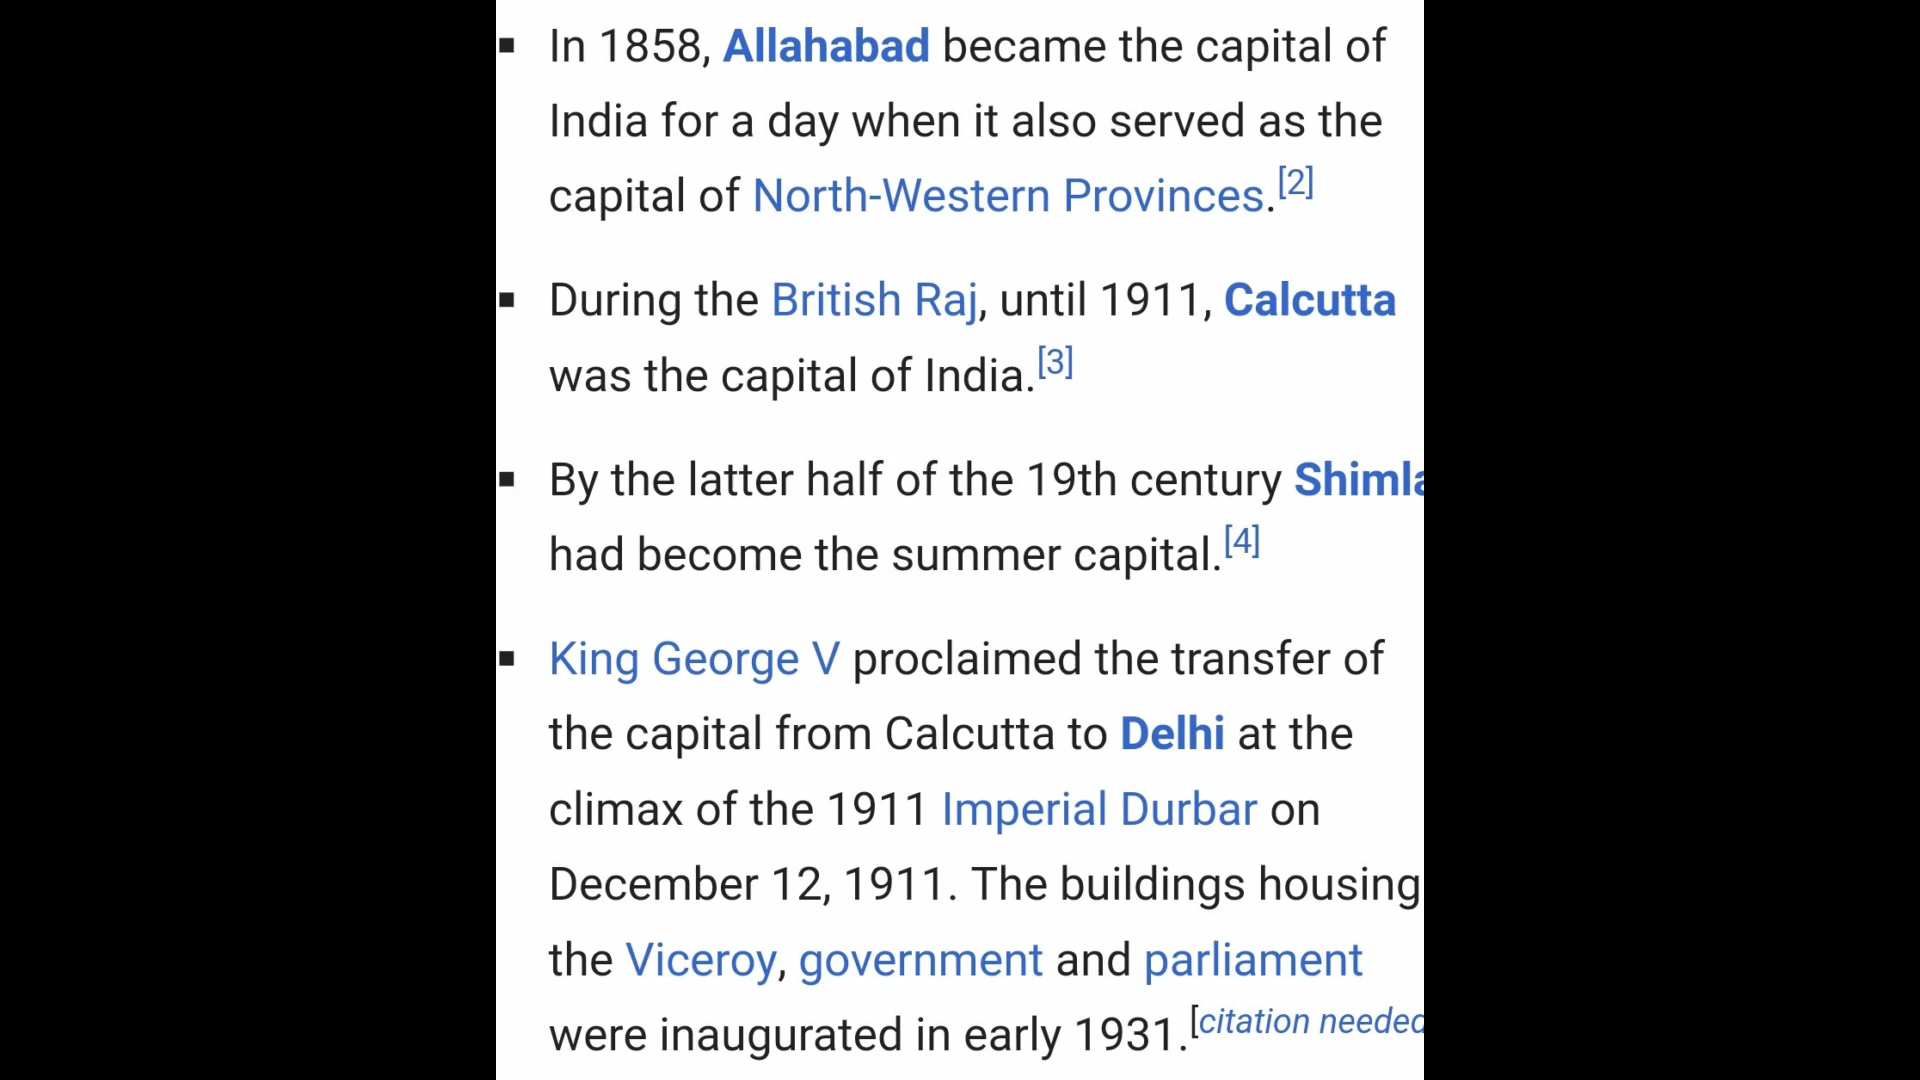 In 1858, Allahabad became the capital of
India for a day when it also served as the
capital of North-Western Provinces.[2]
During the British Raj, until 1911, Calcutta
was the capital of India.[3]
By the latter half of the 19th century Shimla
had become the summer capital.[4]
King George V proclaimed the transfer of
the capital from Calcutta to Delhi at the
climax of the 1911 Imperial Durbar on
December 12, 1911. The buildings housing
the Viceroy, government and parliament
were inaugurated in early 1931.[citation needed